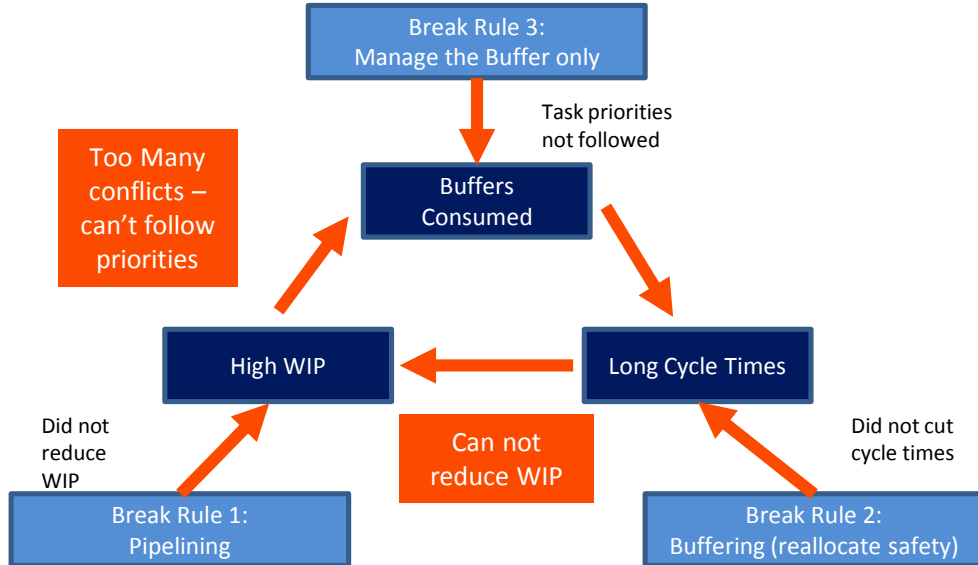 Break Rule 3:
Manage the Buffer only
Task priorities
not followed
Too Many
conflicts –
can’t follow
priorities
Buffers
Consumed
High WIP
Long Cycle Times
Did not
reduce
WIP
Can not
reduce WIP
Did not cut
cycle times
Break Rule 1:
Pipelining
Break Rule 2:
Buffering (reallocate safety)